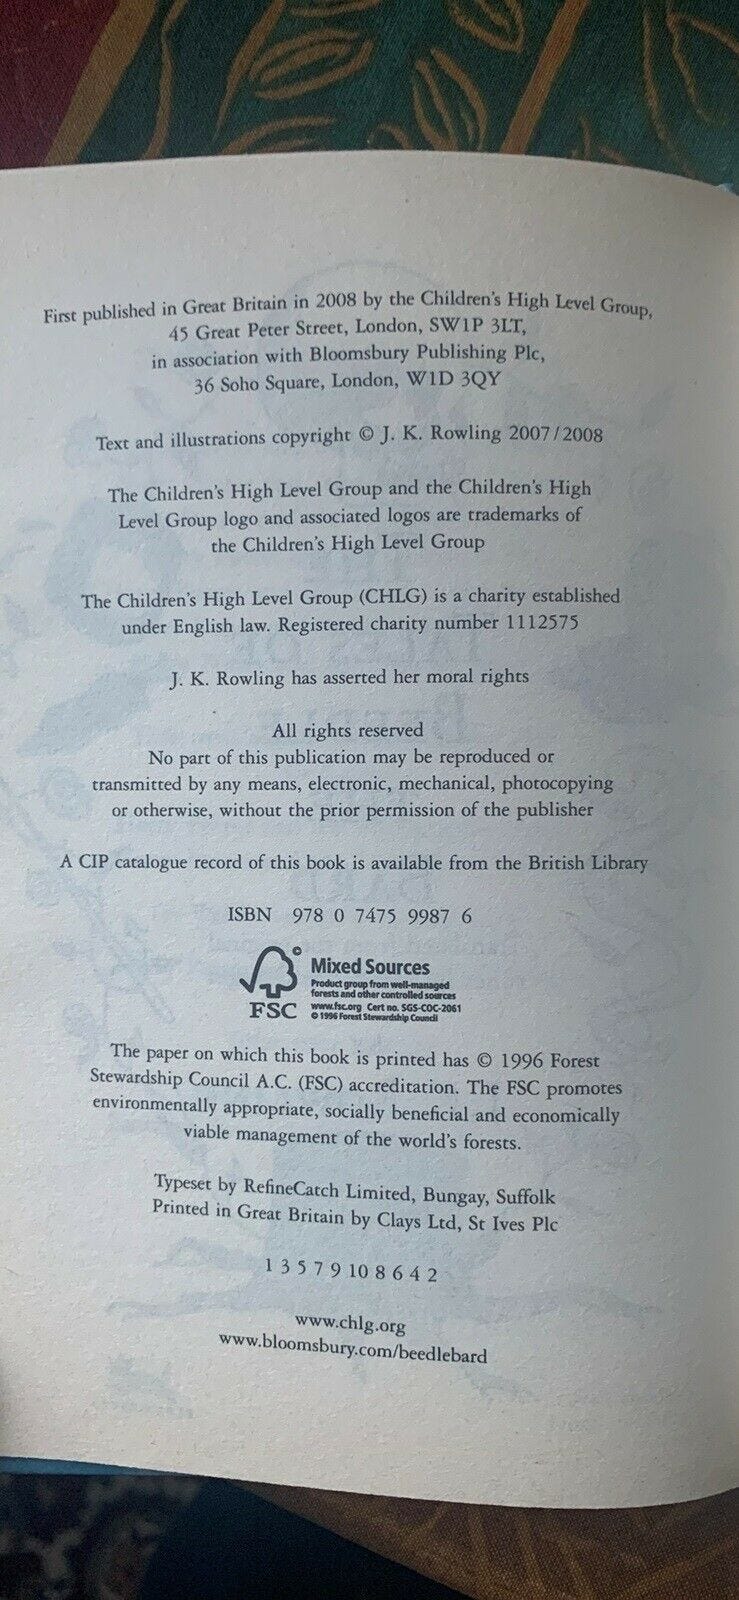 First published in Great Britain in 2008 by the Children's High Level Group,
45 Great Peter Street, London, SW1P 3LT,
in association with Bloomsbury Publishing Plc,
36 Soho Square, London, W1D 3QY
Text and illustrations copyright © J. K. Rowling 2007/2008
The Children's High Level Group and the Children's High
Level Group logo and associated logos are trademarks of
the Children's High Level Group
The Children's High Level Group (CHLG) is a charity established
under English law. Registered charity number 1112575
J. K. Rowling has asserted her moral rights
All rights reserved
No part of this publication may be reproduced or
transmitted by any means, electronic, mechanical, photocopying
or otherwise, without the prior permission of the publisher
A CIP catalogue record of this book is available from the British Library
ISBN 978 0 7475 9987 6
©
FSC
Mixed Sources
Product group from well-managed
forests and other controlled sources
www.fsc.org Cert no. SGS-COC-2061
© 1996 Forest Stewardship Council
The paper on which this book is printed has © 1996 Forest
Stewardship Council A.C. (FSC) accreditation. The FSC promotes
environmentally appropriate, socially beneficial and economically
viable management of the world's forests.
Typeset by RefineCatch Limited, Bungay, Suffolk
Printed in Great Britain by Clays Ltd, St Ives Plc
1 3 5 7 9 10 8 6 4 2
www.chlg.org
www.bloomsbury.com/beedlebard